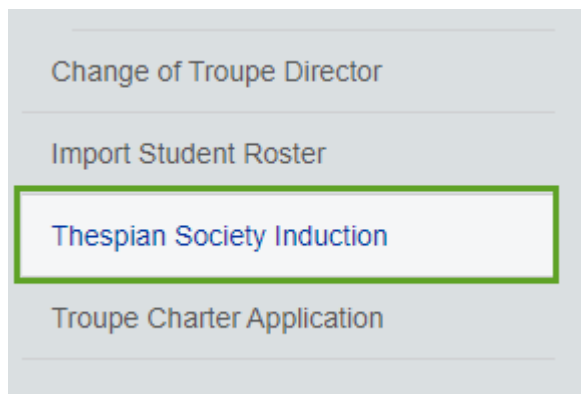 Change of Troupe Director
Import Student Roster
Thespian Society Induction
Troupe Charter Application